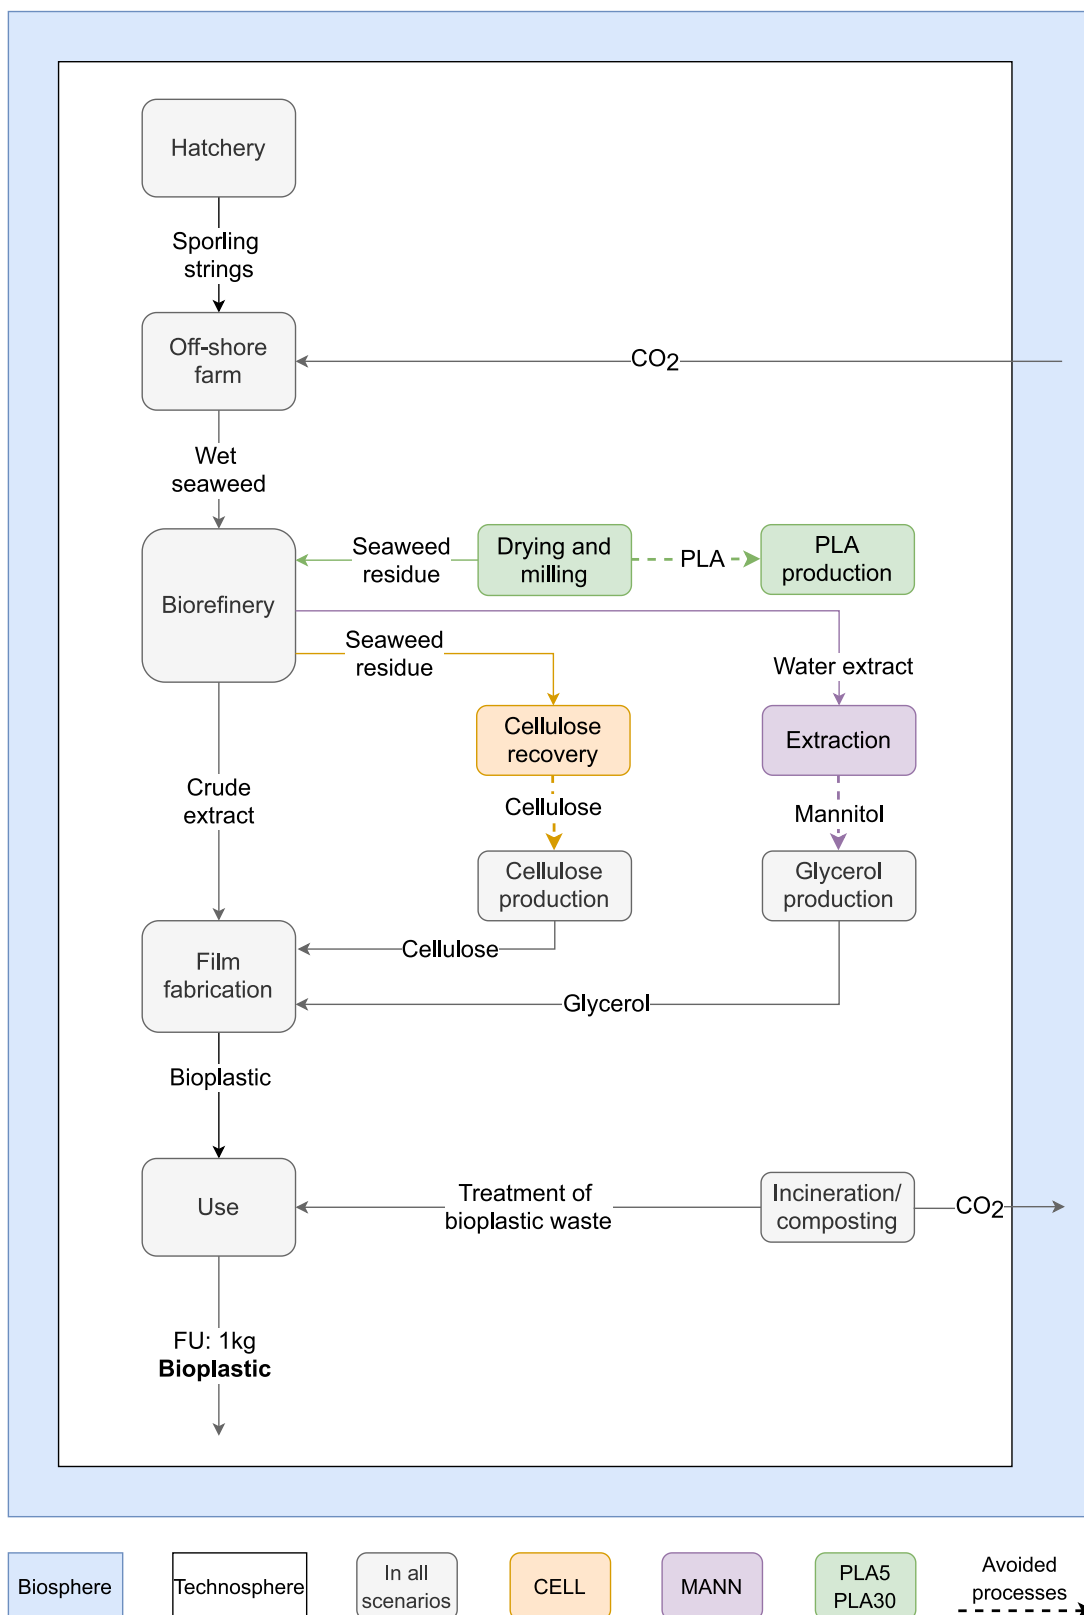 Hatchery
Sporling
strings
Off-shore
farm
CO2
Wet
seaweed
Biorefinery
Seaweed
residue
Drying and
milling
PLA
PLA
production
Seaweed
residue
Water extract
Cellulose
recovery
Extraction
Crude
extract
Cellulose
Mannitol
Cellulose
production
Glycerol
production
Film
fabrication
Cellulose
Glycerol
Bioplastic
Use
Treatment of
bioplastic waste
Incineration/
composting
CO2
FU: 1kg
Bioplastic
Biosphere
Technosphere
In all
scenarios
CELL
MANN
PLA5
PLA30
Avoided
processes